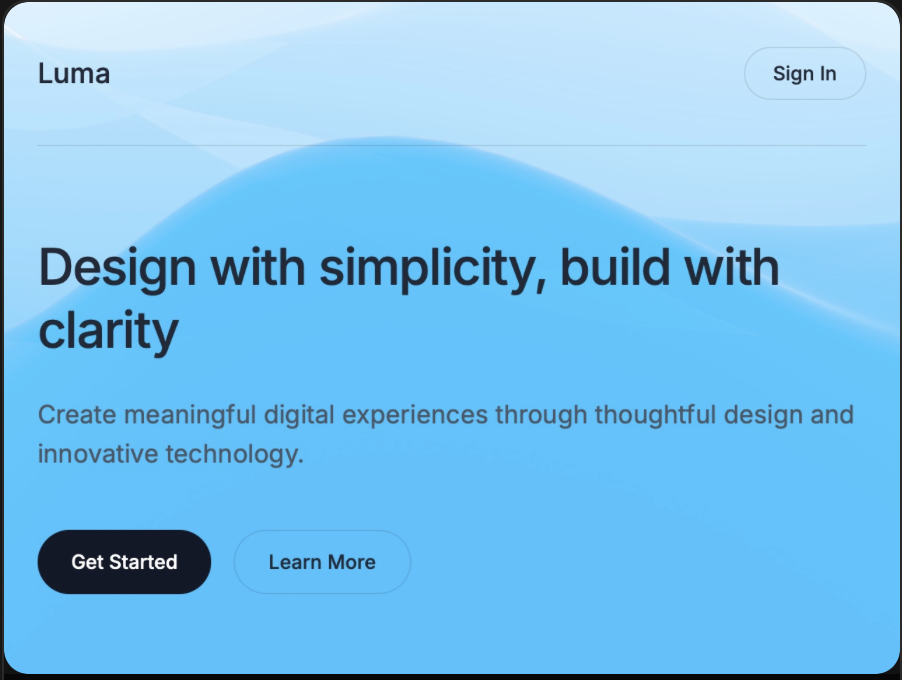 Luma
Sign In
Design with simplicity, build with
clarity
Create meaningful digital experiences through thoughtful design and
innovative technology.
Get Started
Learn More